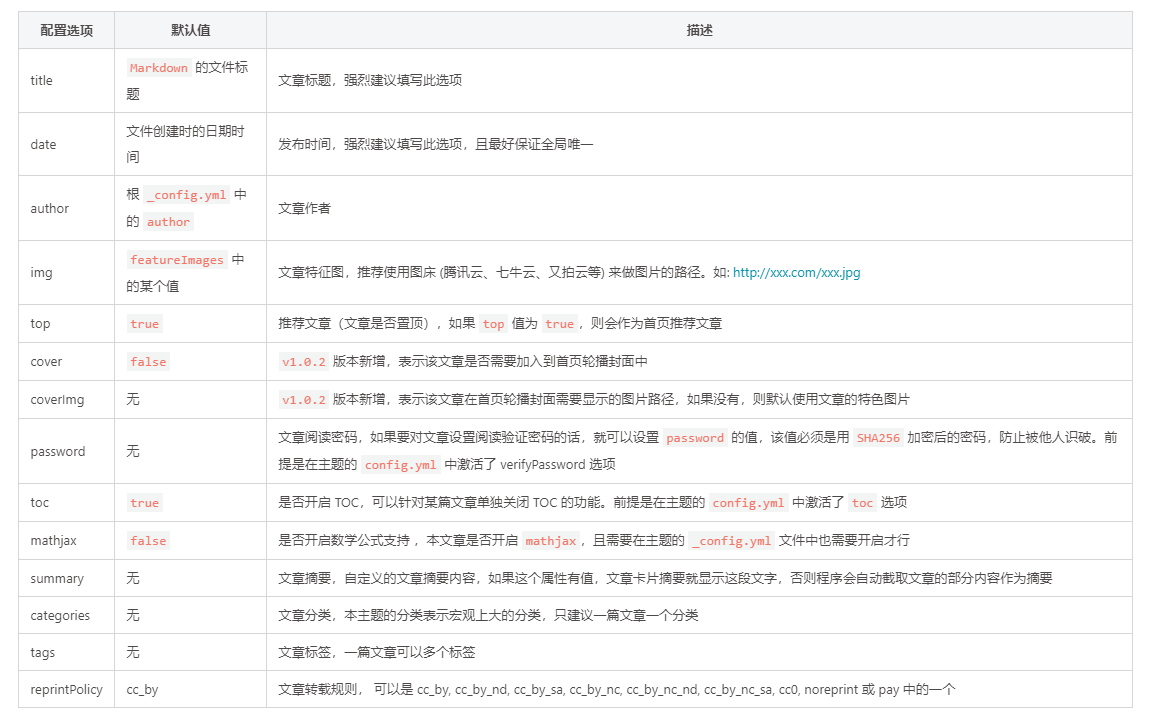 配置选项 默认值 描述
title Markdown 的文件标题 文章标题，强烈建议填写此选项
date 文件创建时的日期时间 发布时间，强烈建议填写此选项，且最好保证全局唯一
author 根 _config.yml 中的 author 文章作者
img featureImages 中的某个值 文章特征图，推荐使用图床 (腾讯云、七牛云、又拍云等) 来做图片的路径。如: http://xxx.com/xxx.jpg
top true 推荐文章（文章是否置顶），如果 top 值为 true，则会作为首页推荐文章
cover false v1.0.2 版本新增，表示该文章是否需要加入到首页轮播封面中
coverImg 无 v1.0.2 版本新增，表示该文章在首页轮播封面需要显示的图片路径，如果没有，则默认使用文章的特色图片
password 无 文章阅读密码，如果要对文章设置阅读验证密码的话，就可以设置 password 的值，该值必须是用 SHA256 加密后的密码，防止被他人识破。前
提是在主题的 config.yml 中激活了 verifyPassword 选项
toc true 是否开启 TOC，可以针对某篇文章单独关闭 TOC 的功能。前提是在主题的 config.yml 中激活了 toc 选项
mathjax false 是否开启数学公式支持 ，本文章是否开启 mathjax，且需要在主题的 _config.yml 文件中也需要开启才行
summary 无 文章摘要，自定义的文章摘要内容，如果这个属性有值，文章卡片摘要就显示这段文字，否则程序会自动截取文章的部分内容作为摘要
categories 无 文章分类，本主题的分类表示宏观上大的分类，只建议一篇文章一个分类
tags 无 文章标签，一篇文章可以多个标签
reprintPolicy cc_by 文章转载规则， 可以是 cc_by, cc_by_nd, cc_by_sa, cc_by_nc, cc_by_nc_nd, cc_by_nc_sa, cc0, noreprint 或 pay 中的一个